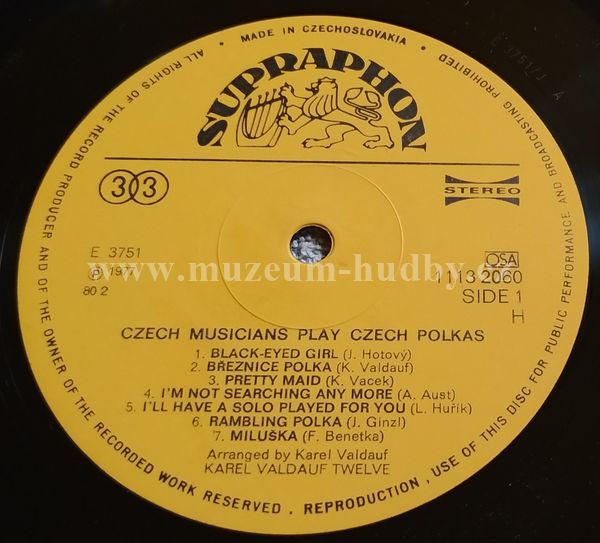 • MADE IN CZECHOSLOVAKIA •
ALL RIGHTS OF THE RECORD PRODUCER AND OF THE OWNER OF THE RECORDED WORK RESERVED . REPRODUCTION , USE OF THIS DISC FOR PUBLIC PERFORMANCE AND BROADCASTING PROHIBITED
E 3751/1 A
SUPRAPHON
33
STEREO
E 3751
℗ 1977
80 2
OSA
1113 2060
SIDE 1
H
www.muzeum-hudby.cz
CZECH MUSICIANS PLAY CZECH POLKAS
1. BLACK-EYED GIRL (J. Hotový)
2. BŘEZNICE POLKA (K. Valdauf)
3. PRETTY MAID (K. Vacek)
4. I'M NOT SEARCHING ANY MORE (A. Aust)
5. I'LL HAVE A SOLO PLAYED FOR YOU (L. Huřík)
6. RAMBLING POLKA (J. Ginzl)
7. MILUŠKA (F. Benetka)
Arranged by Karel Valdauf
KAREL VALDAUF TWELVE